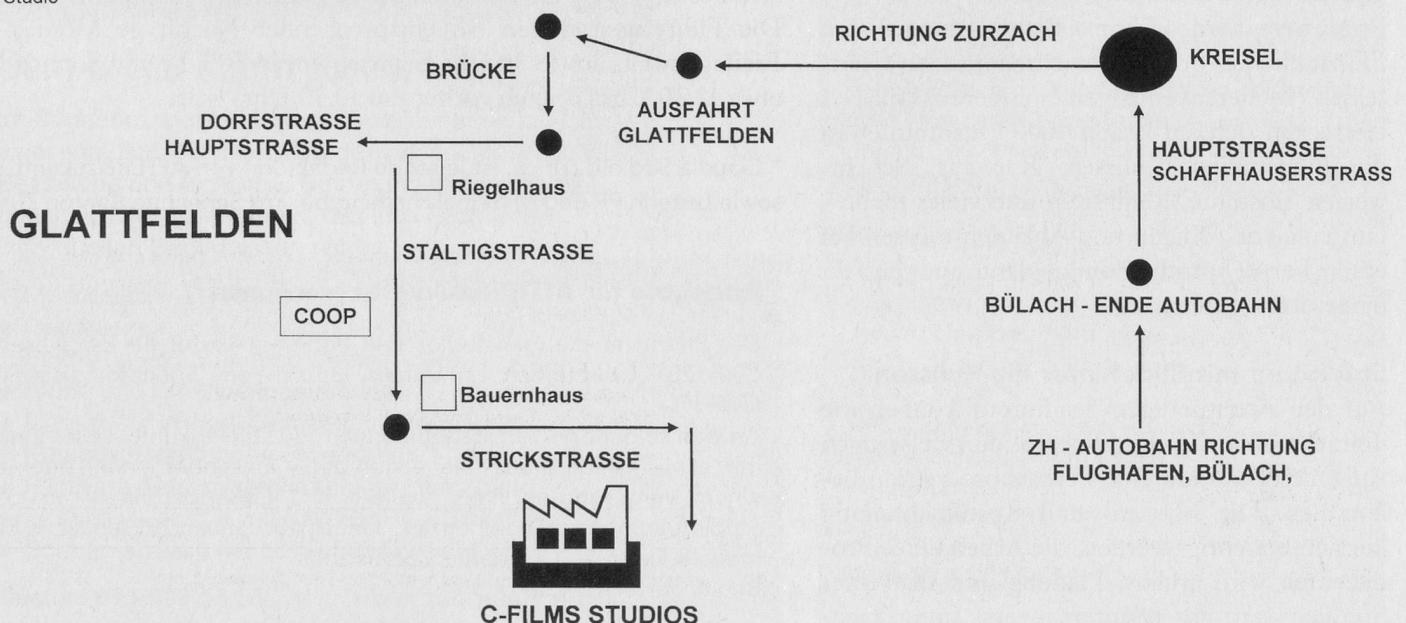 Studio
RICHTUNG ZURZACH
KREISEL
BRÜCKE
AUSFAHRT
GLATTFELDEN
DORFSTRASSE
HAUPTSTRASSE
HAUPTSTRASSE
SCHAFFHAUSERSTRASS
Riegelhaus
GLATTFELDEN
STALTIGSTRASSE
COOP
BÜLACH - ENDE AUTOBAHN
Bauernhaus
STRICKSTRASSE
ZH - AUTOBAHN RICHTUNG
FLUGHAFEN, BÜLACH,
C-FILMS STUDIOS